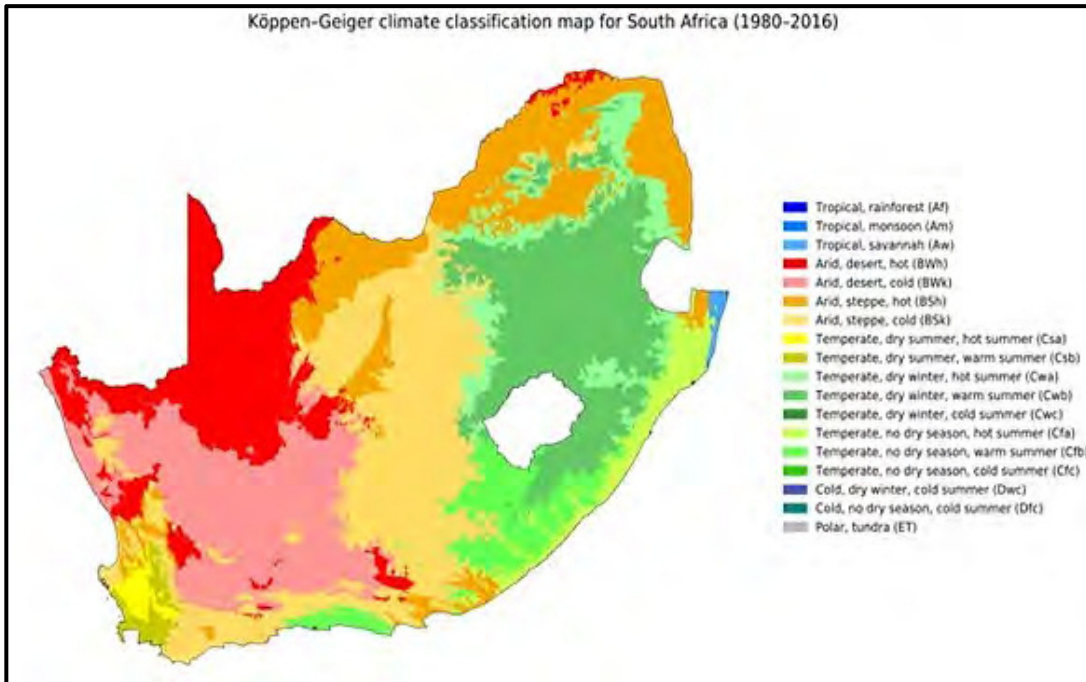 Köppen–Geiger climate classification map for South Africa (1980–2016)
Tropical, rainforest (Af)
Tropical, monsoon (Am)
Tropical, savannah (Aw)
Arid, desert, hot (BWh)
Arid, desert, cold (BWk)
Arid, steppe, hot (BSh)
Arid, steppe, cold (BSk)
Temperate, dry summer, hot summer (Csa)
Temperate, dry summer, warm summer (Csb)
Temperate, dry winter, hot summer (Cwa)
Temperate, dry winter, warm summer (Cwb)
Temperate, dry winter, cold summer (Cwc)
Temperate, no dry season, hot summer (Cfa)
Temperate, no dry season, warm summer (Cfb)
Temperate, no dry season, cold summer (Cfc)
Cold, dry winter, cold summer (Dwc)
Cold, no dry season, cold summer (Dfc)
Polar, tundra (ET)